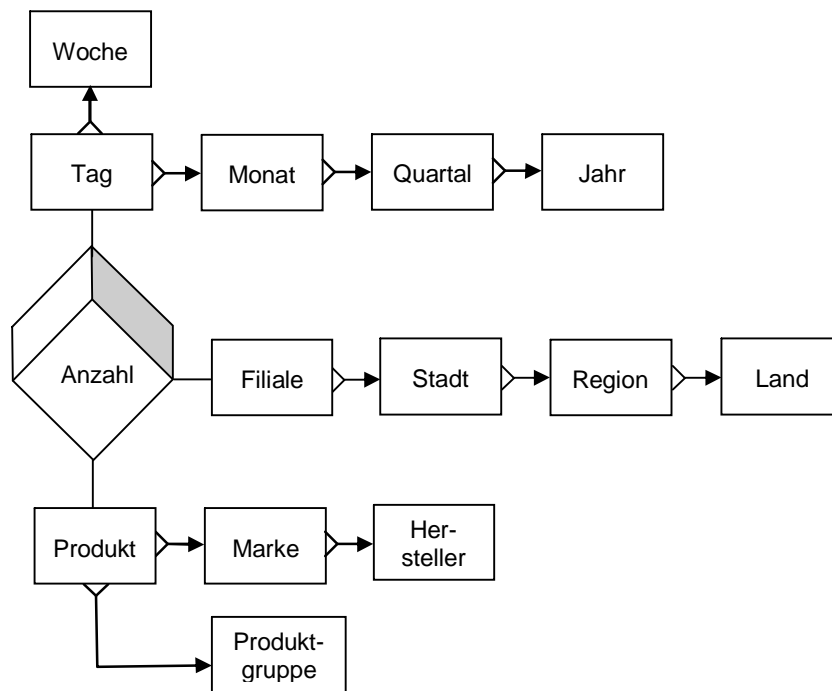 Woche
Tag
Monat
Quartal
Jahr
Anzahl
Filiale
Stadt
Region
Land
Produkt
Marke
Her-
steller
Produkt-
gruppe